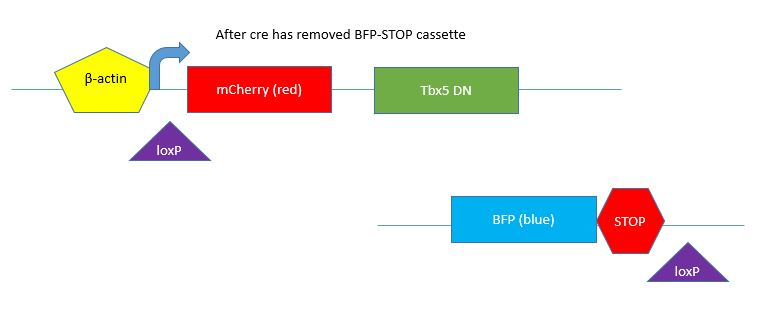 After cre has removed BFP-STOP cassette
β-actin
mCherry (red)
Tbx5 DN
loxP
BFP (blue)
STOP
loxP